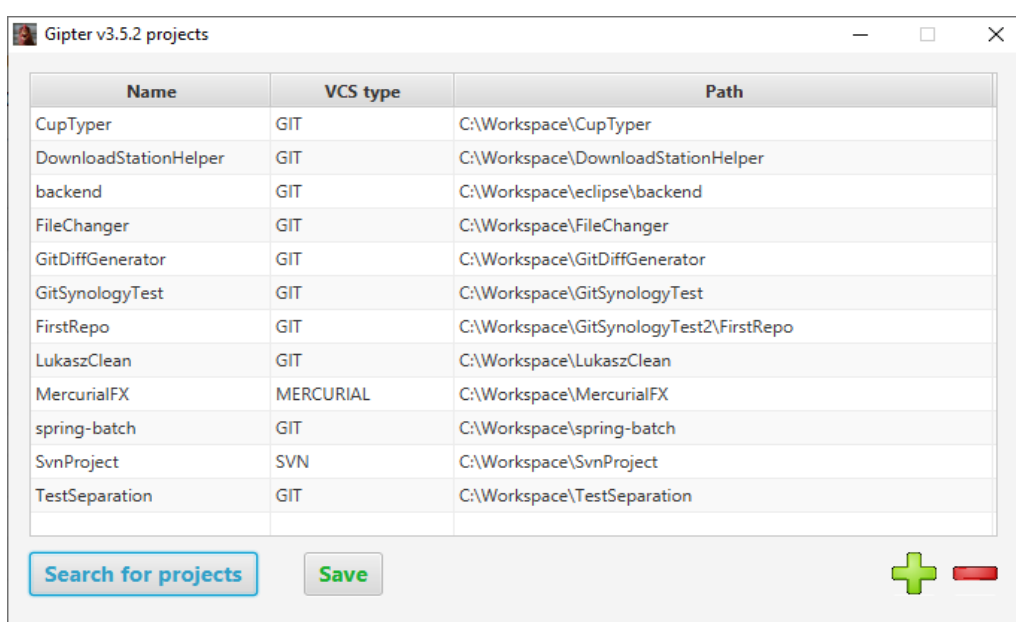 Gipter v3.5.2 projects
Name VCS type Path
CupTyper GIT C:\Workspace\CupTyper
DownloadStationHelper GIT C:\Workspace\DownloadStationHelper
backend GIT C:\Workspace\eclipse\backend
FileChanger GIT C:\Workspace\FileChanger
GitDiffGenerator GIT C:\Workspace\GitDiffGenerator
GitSynologyTest GIT C:\Workspace\GitSynologyTest
FirstRepo GIT C:\Workspace\GitSynologyTest2\FirstRepo
LukaszClean GIT C:\Workspace\LukaszClean
MercurialFX MERCURIAL C:\Workspace\MercurialFX
spring-batch GIT C:\Workspace\spring-batch
SvnProject SVN C:\Workspace\SvnProject
TestSeparation GIT C:\Workspace\TestSeparation
Search for projects Save